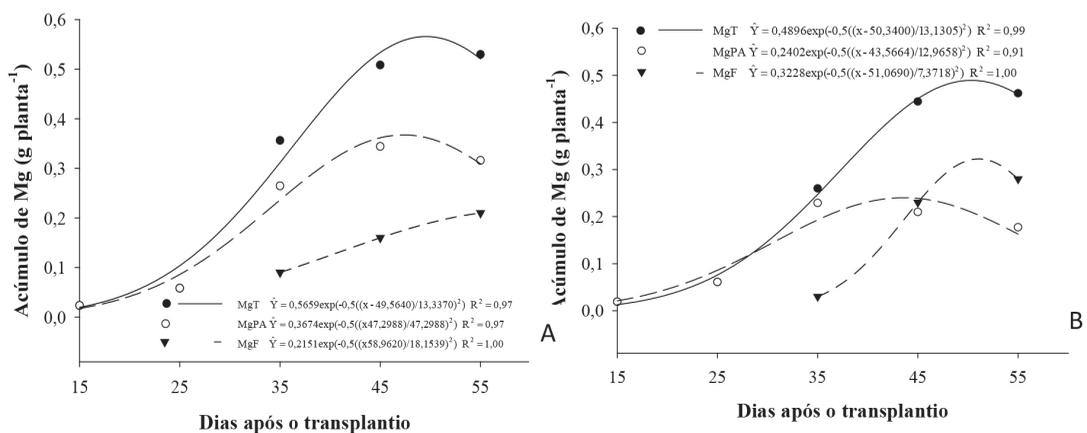 Acúmulo de Mg (g planta-1)
0,6
0,5
0,4
0,3
0,2
0,1
0,0
MgT Ŷ = 0,5659exp(-0,5((x-49,5640)/13,3370)2) R2 = 0,97
MgPA Ŷ = 0,3674exp(-0,5((x47,2988)/47,2988)2) R2 = 0,97
MgF Ŷ = 0,2151exp(-0,5((x58,9620)/18,1539)2) R2 = 1,00
15 25 35 45 55
Dias após o transplantio
A
Acúmulo de Mg (g planta-1)
0,6
0,5
0,4
0,3
0,2
0,1
0,0
MgT Ŷ = 0,4896exp(-0,5((x-50,3400)/13,1305)2) R2 = 0,99
MgPA Ŷ = 0,2402exp(-0,5((x-43,5664)/12,9658)2) R2 = 0,91
MgF Ŷ = 0,3228exp(-0,5((x-51,0690)/7,3718)2) R2 = 1,00
15 25 35 45 55
Dias após o transplantio
B